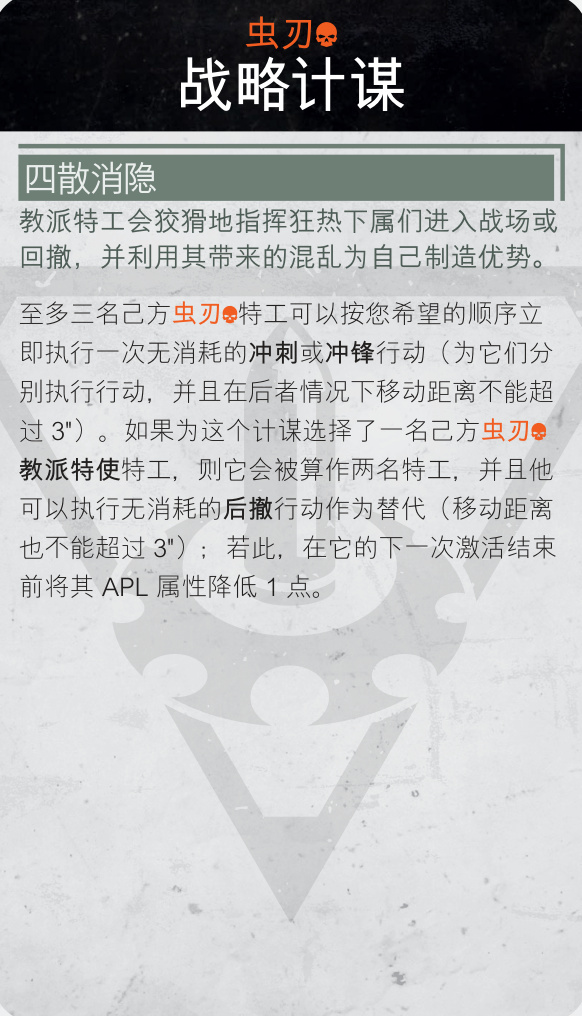 虫刃
战略计谋
四散消隐
教派特工会狡猾地指挥狂热下属们进入战场或
回撤，并利用其带来的混乱为自己制造优势。
至多三名己方虫刃特工可以按您希望的顺序立
即执行一次无消耗的冲刺或冲锋行动（为它们分
别执行行动，并且在后者情况下移动距离不能超
过 3"）。如果为这个计谋选择了一名己方虫刃
教派特使特工，则它会被算作两名特工，并且他
可以执行无消耗的后撤行动作为替代（移动距离
也不能超过 3"）；若此，在它的下一次激活结束
前将其 APL 属性降低 1 点。